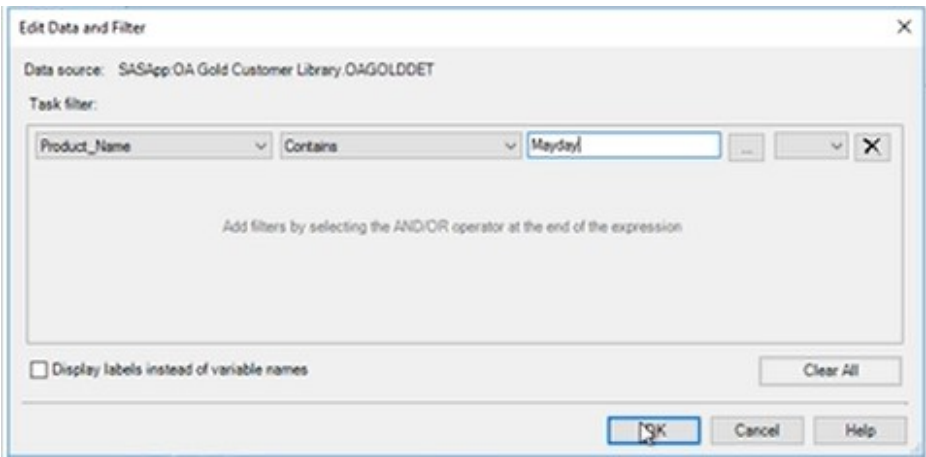 Edit Data and Filter
Data source: SASApp:OA Gold Customer Library.OAGOLDDET
Task filter:
Product_Name Contains Mayday ...
Add filters by selecting the AND/OR operator at the end of the expression
Display labels instead of variable names Clear All
OK Cancel Help